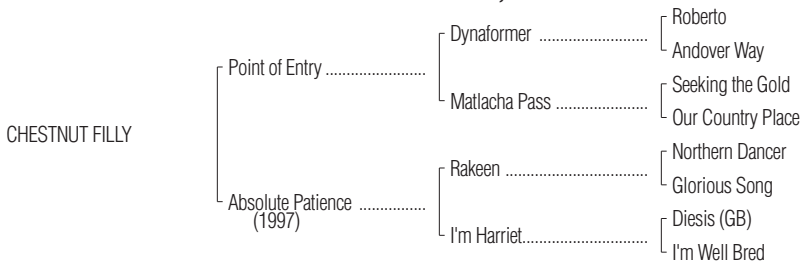 Roberto
Dynaformer ..........................
Andover Way
Point of Entry ........................
Seeking the Gold
Matlacha Pass ......................
Our Country Place
CHESTNUT FILLY
Northern Dancer
Rakeen ..................................
Glorious Song
Absolute Patience ................
(1997)
Diesis (GB)
I'm Harriet..............................
I'm Well Bred